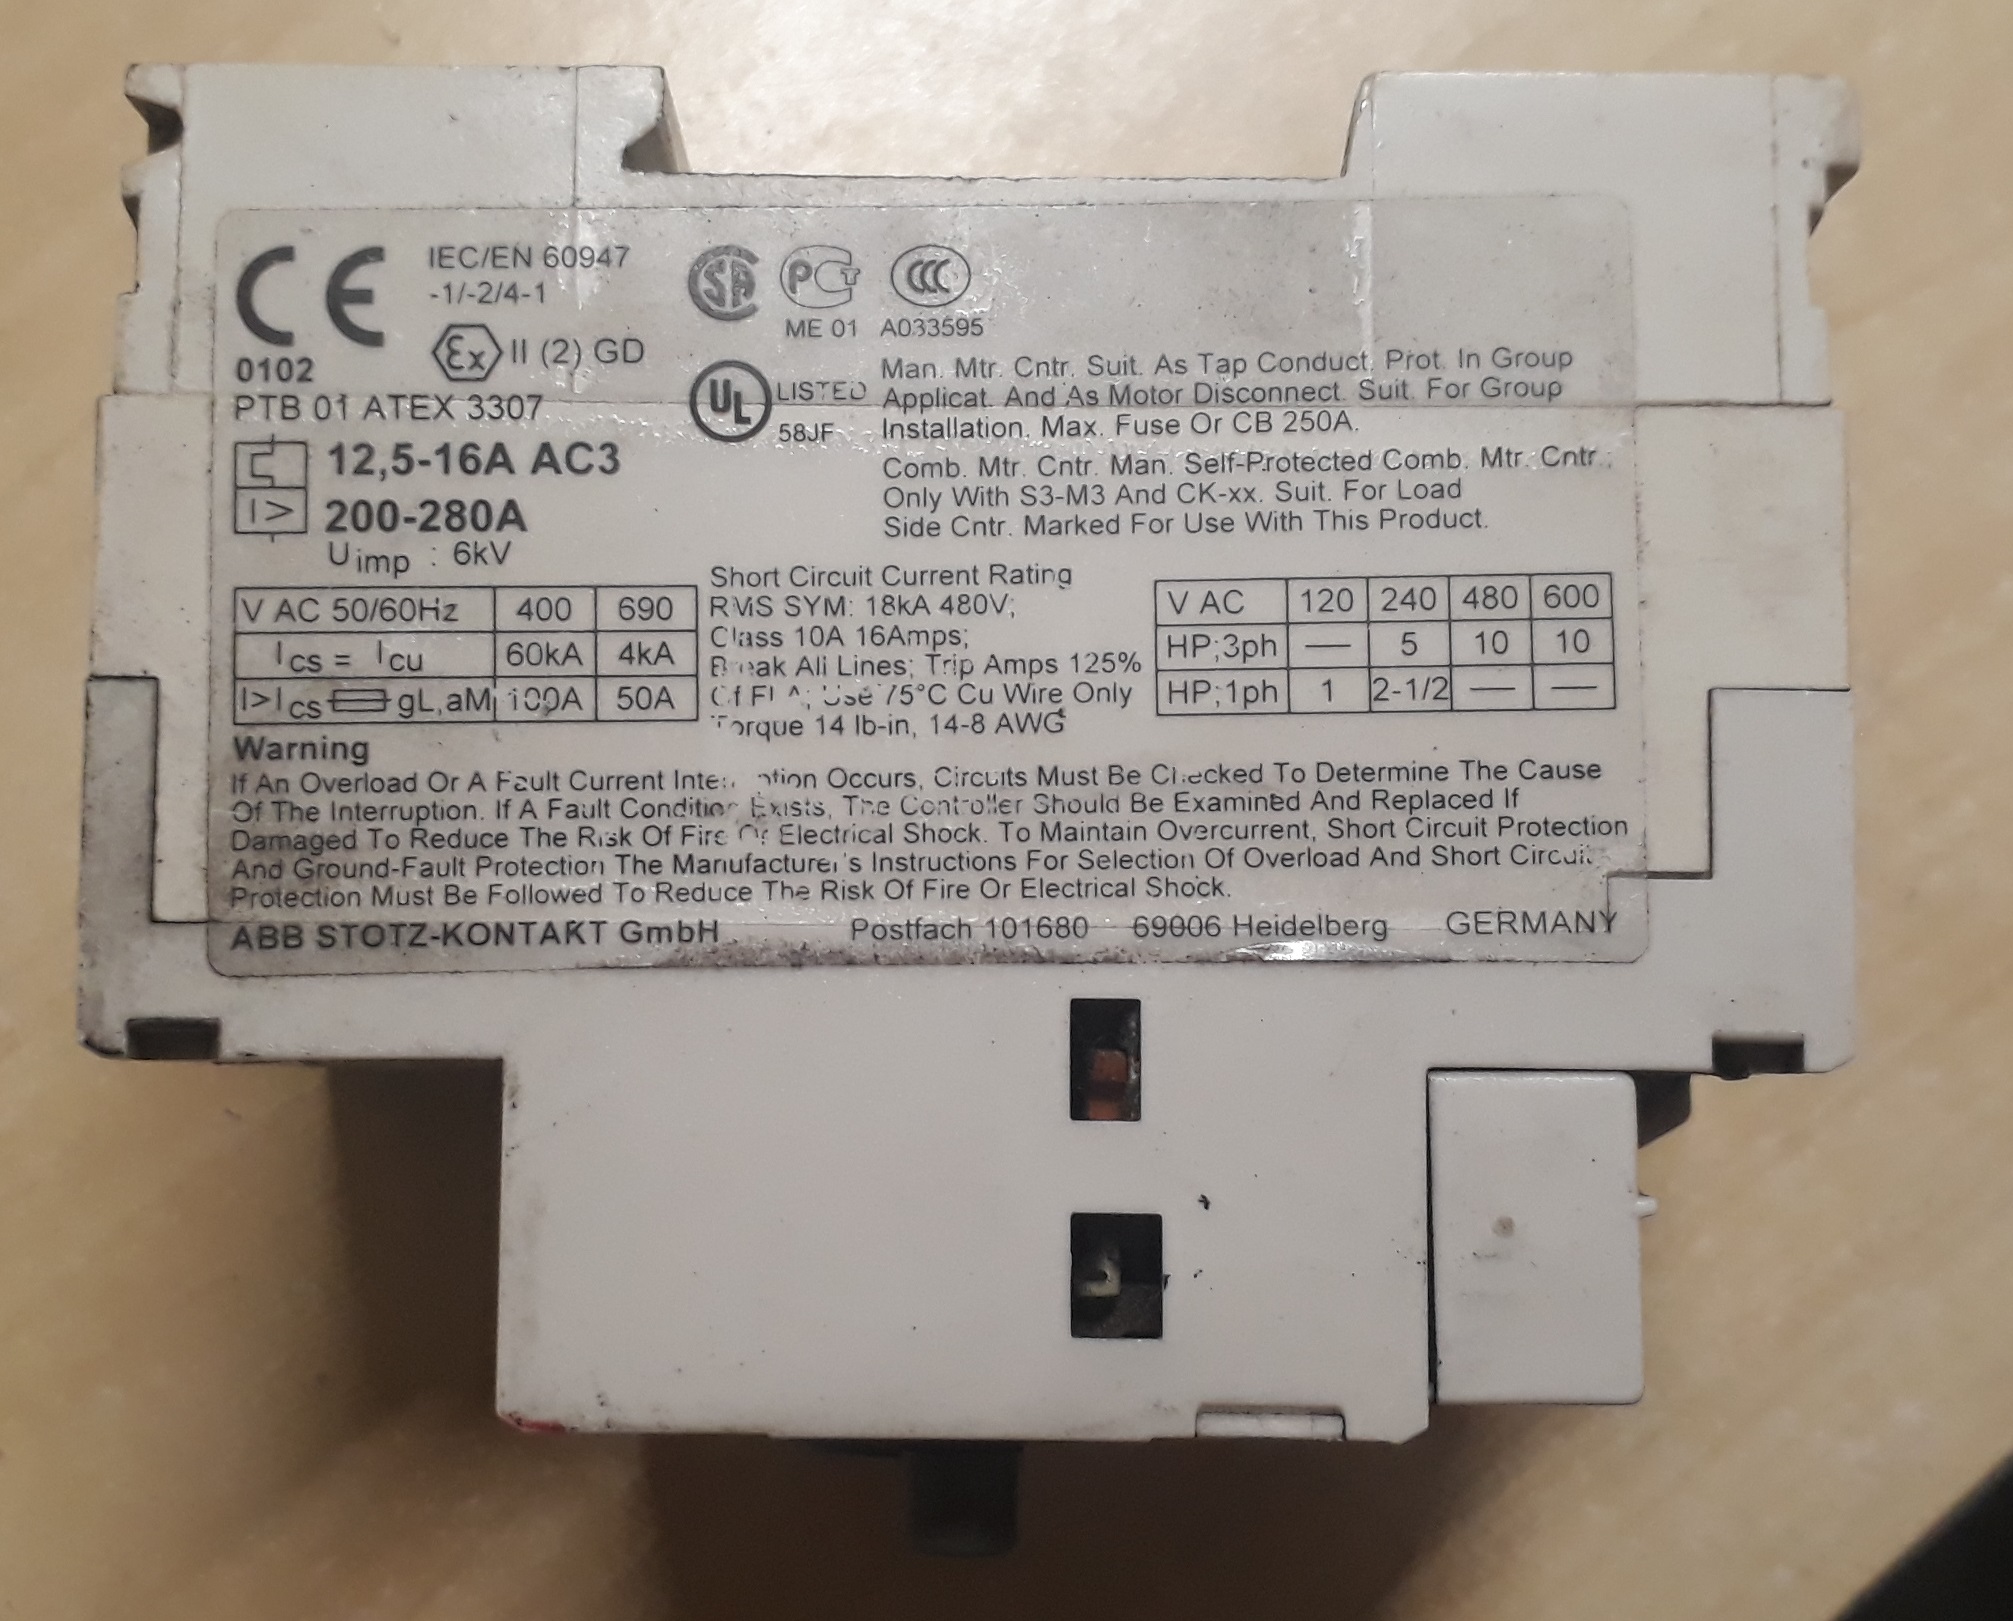 CE
IEC/EN 60947
-1/-2/4-1
0102
Ex II (2) GD
PTB 01 ATEX 3307
12,5-16A AC3
I> 200-280A
Uimp : 6kV
SA
PCT
CCC
ME 01 A033595
UL LISTED
58JF
Man. Mtr. Cntr. Suit. As Tap Conduct. Prot. In Group
Applicat. And As Motor Disconnect. Suit. For Group
Installation. Max. Fuse Or CB 250A.
Comb. Mtr. Cntr. Man. Self-Protected Comb. Mtr. Cntr.
Only With S3-M3 And CK-xx. Suit. For Load
Side Cntr. Marked For Use With This Product.
V AC 50/60Hz 400 690
Ics = Icu 60kA 4kA
I>Ics gL,aM 100A 50A
Short Circuit Current Rating
RMS SYM: 18kA 480V;
Class 10A 16Amps;
Break All Lines; Trip Amps 125%
Of FLA; Use 75°C Cu Wire Only
Torque 14 lb-in, 14-8 AWG
V AC 120 240 480 600
HP;3ph — 5 10 10
HP;1ph 1 2-1/2 — —
Warning
If An Overload Or A Fault Current Interruption Occurs, Circuits Must Be Checked To Determine The Cause
Of The Interruption. If A Fault Condition Exists, The Controller Should Be Examined And Replaced If
Damaged To Reduce The Risk Of Fire Or Electrical Shock. To Maintain Overcurrent, Short Circuit Protection
And Ground-Fault Protection The Manufacturer's Instructions For Selection Of Overload And Short Circuit
Protection Must Be Followed To Reduce The Risk Of Fire Or Electrical Shock.
ABB STOTZ-KONTAKT GmbH Postfach 101680 69006 Heidelberg GERMANY